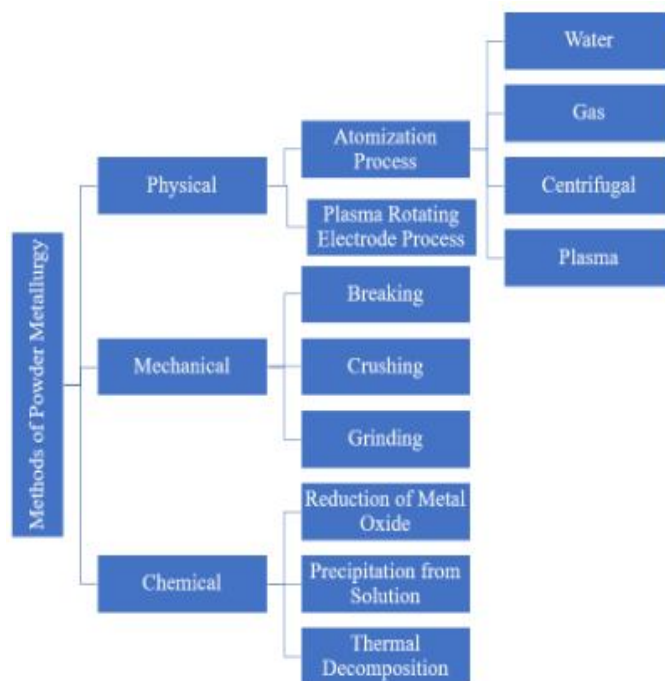 Methods of Powder Metallurgy
Physical
Atomization
Process
Water
Gas
Centrifugal
Plasma
Plasma Rotating
Electrode Process
Mechanical
Breaking
Crushing
Grinding
Chemical
Reduction of Metal
Oxide
Precipitation from
Solution
Thermal
Decomposition